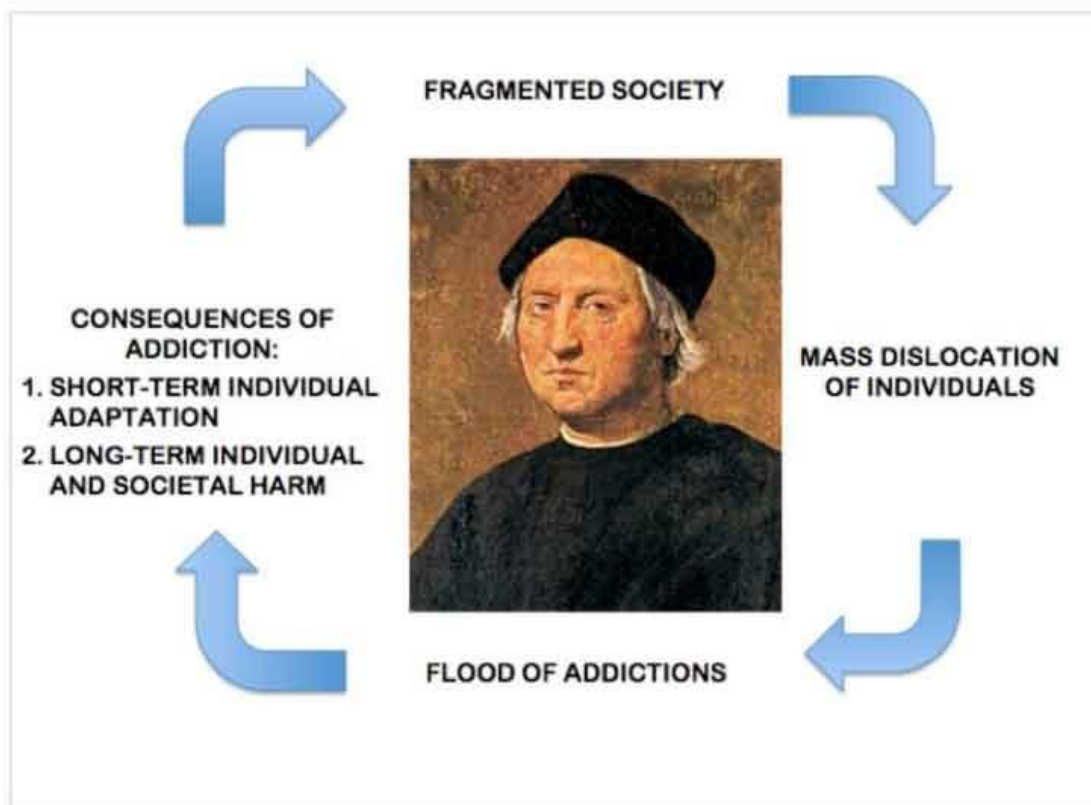 FRAGMENTED SOCIETY
MASS DISLOCATION
OF INDIVIDUALS
FLOOD OF ADDICTIONS
CONSEQUENCES OF
ADDICTION:
1. SHORT-TERM INDIVIDUAL
ADAPTATION
2. LONG-TERM INDIVIDUAL
AND SOCIETAL HARM